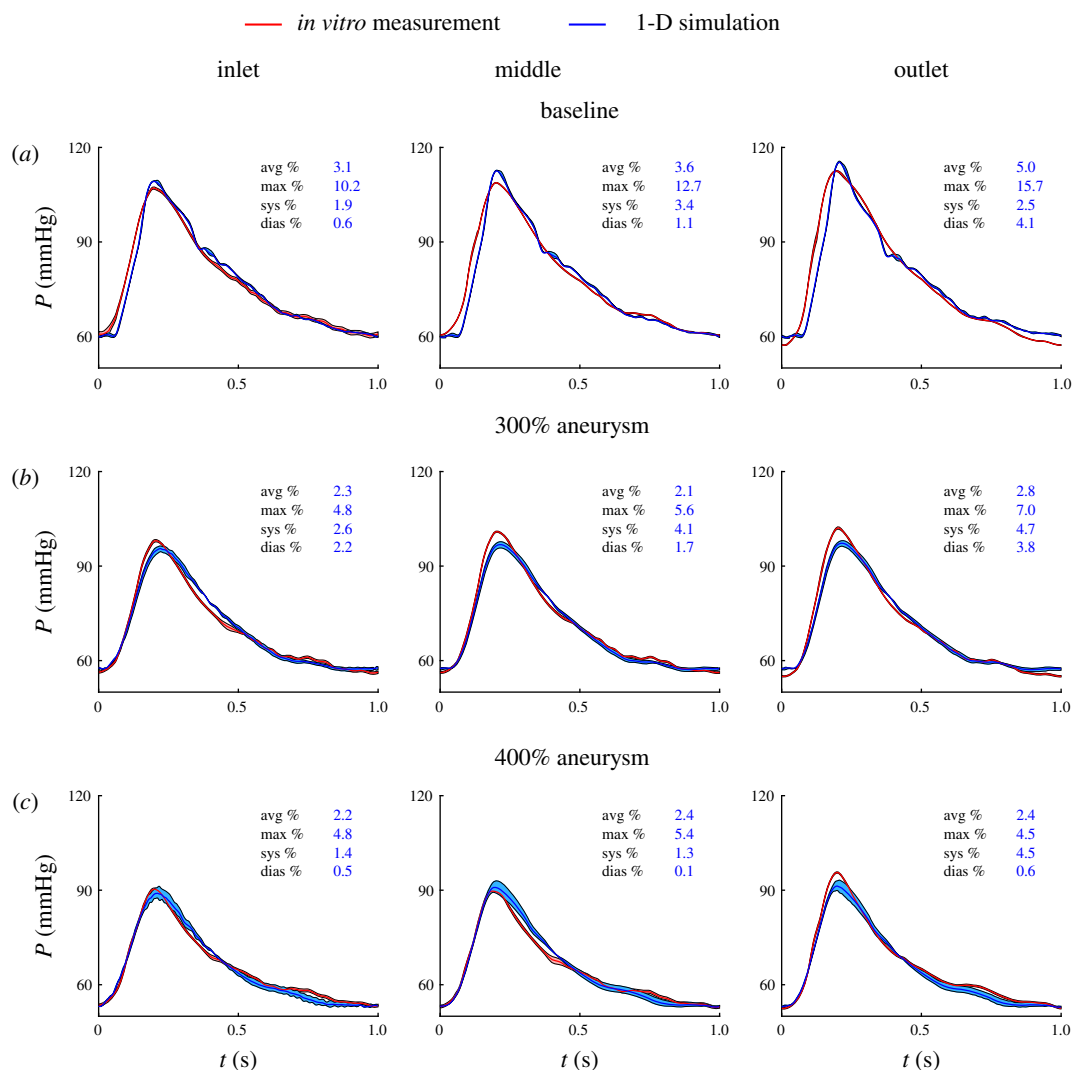 in vitro measurement 1-D simulation
inlet middle outlet
baseline
(a)
P (mmHg)
120
90
60
0 0.5 1.0
avg % 3.1
max % 10.2
sys % 1.9
dias % 0.6
0 0.5 1.0
avg % 3.6
max % 12.7
sys % 3.4
dias % 1.1
0 0.5 1.0
avg % 5.0
max % 15.7
sys % 2.5
dias % 4.1
300% aneurysm
(b)
P (mmHg)
120
90
60
0 0.5 1.0
avg % 2.3
max % 4.8
sys % 2.6
dias % 2.2
120
90
60
0 0.5 1.0
avg % 2.1
max % 5.6
sys % 4.1
dias % 1.7
120
90
60
0 0.5 1.0
avg % 2.8
max % 7.0
sys % 4.7
dias % 3.8
400% aneurysm
(c)
P (mmHg)
120
90
60
0 0.5 1.0
t (s)
avg % 2.2
max % 4.8
sys % 1.4
dias % 0.5
120
90
60
0 0.5 1.0
t (s)
avg % 2.4
max % 5.4
sys % 1.3
dias % 0.1
120
90
60
0 0.5 1.0
t (s)
avg % 2.4
max % 4.5
sys % 4.5
dias % 0.6